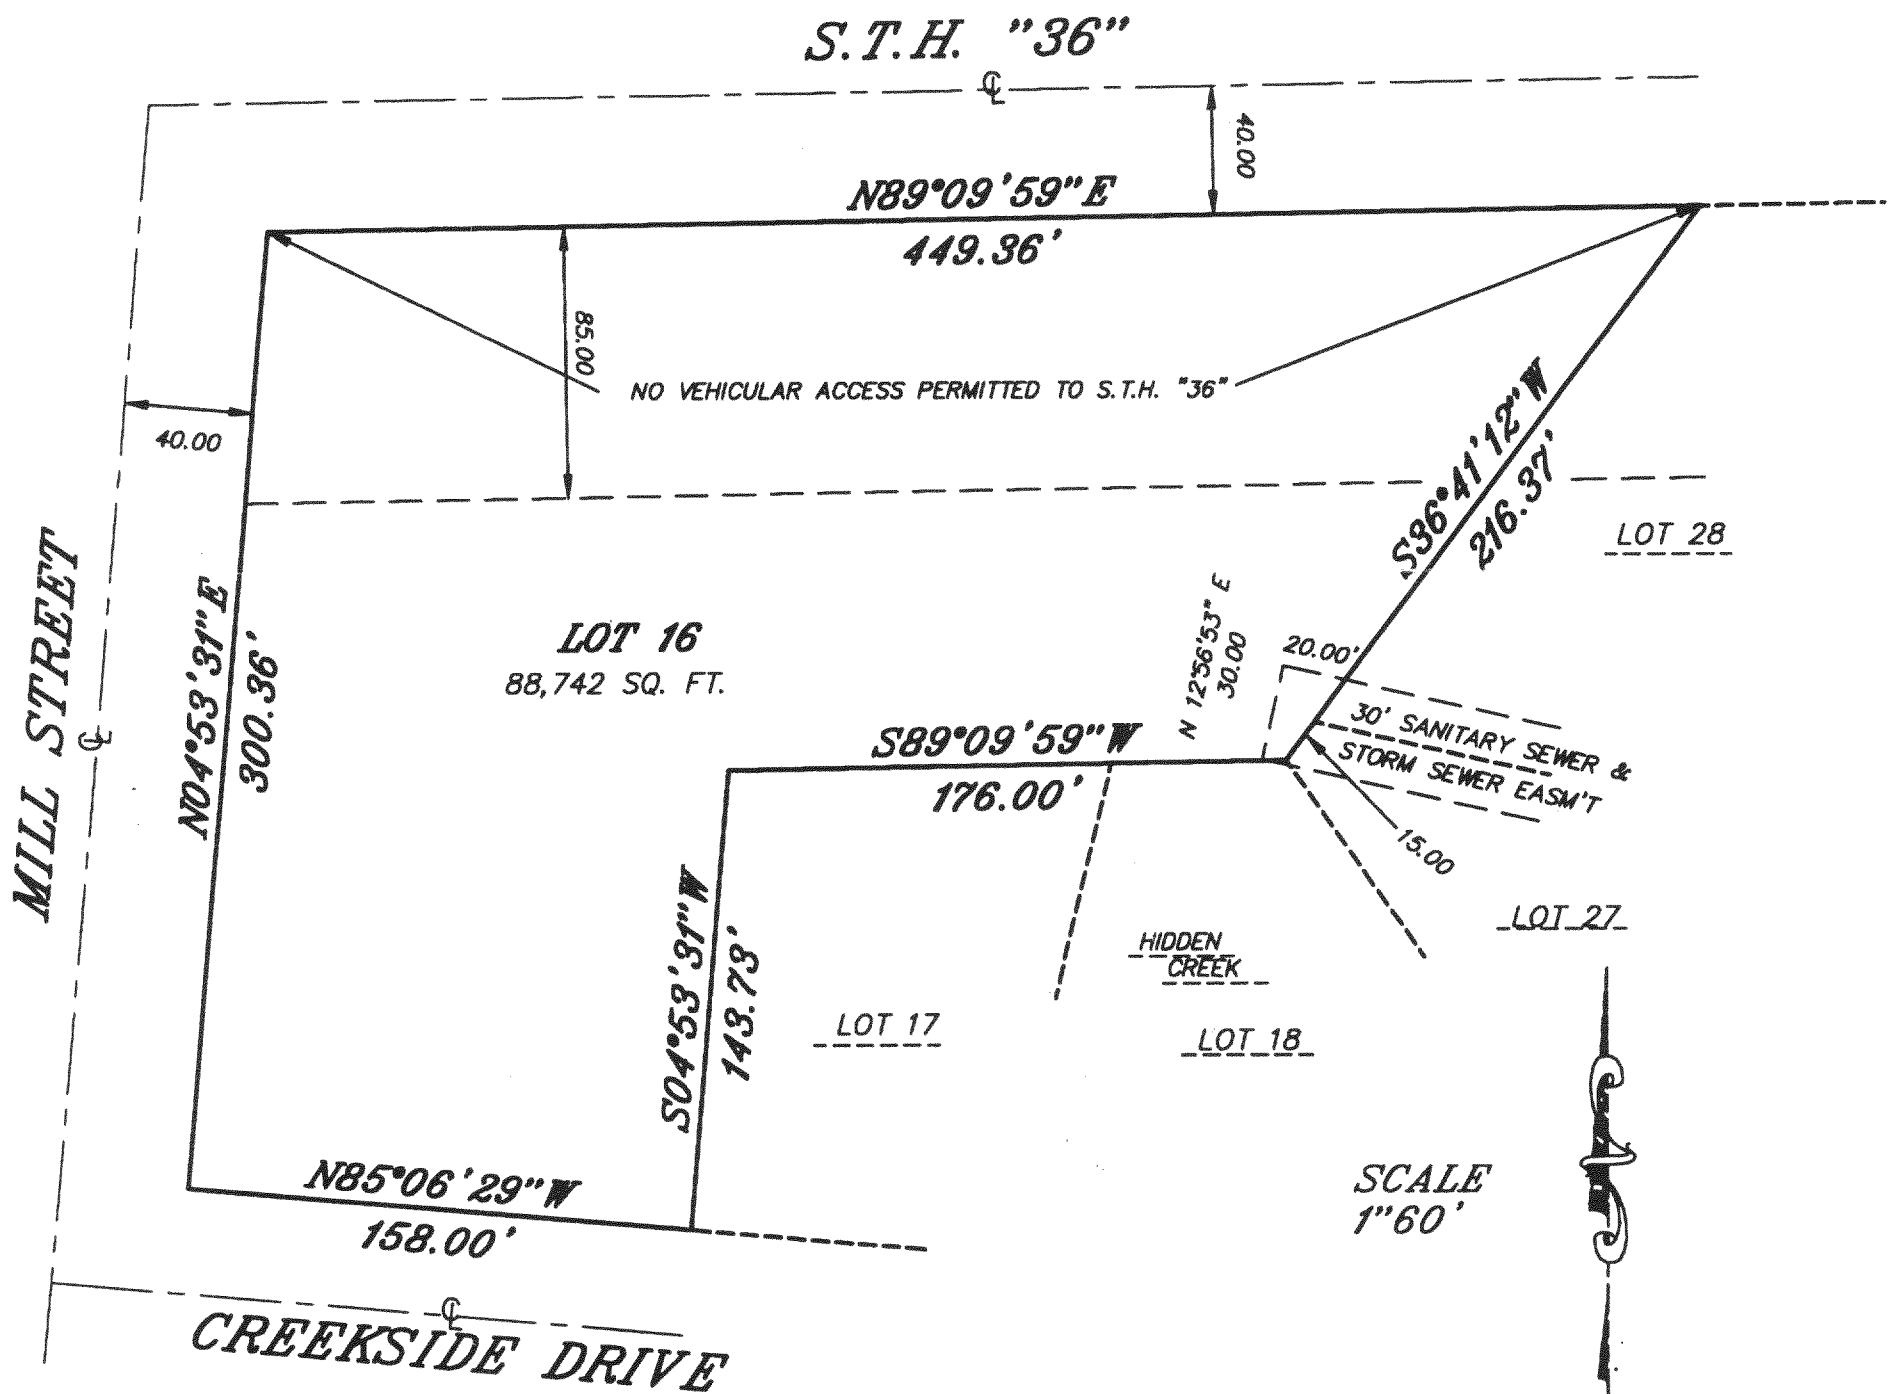 S.T.H. "36"
℄
40.00
N89°09'59"E
449.36'
85.00
NO VEHICULAR ACCESS PERMITTED TO S.T.H. "36"
40.00
S36°41'12"W
216.37'
LOT 28
MILL STREET
℄
N04°53'31"E
300.36'
LOT 16
88,742 SQ. FT.
N 12°56'53" E
30.00
20.00'
30' SANITARY SEWER &
STORM SEWER EASM'T
15.00
S89°09'59"W
176.00'
S04°53'31"W
143.73'
LOT 27
HIDDEN
CREEK
LOT 17
LOT 18
N85°06'29"W
158.00'
SCALE
1"60'
℄
CREEKSIDE DRIVE